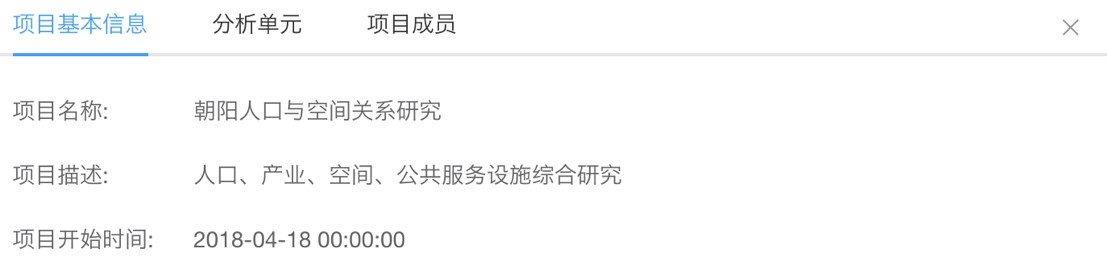 项目基本信息 分析单元 项目成员
项目名称: 朝阳人口与空间关系研究
项目描述: 人口、产业、空间、公共服务设施综合研究
项目开始时间: 2018-04-18 00:00:00